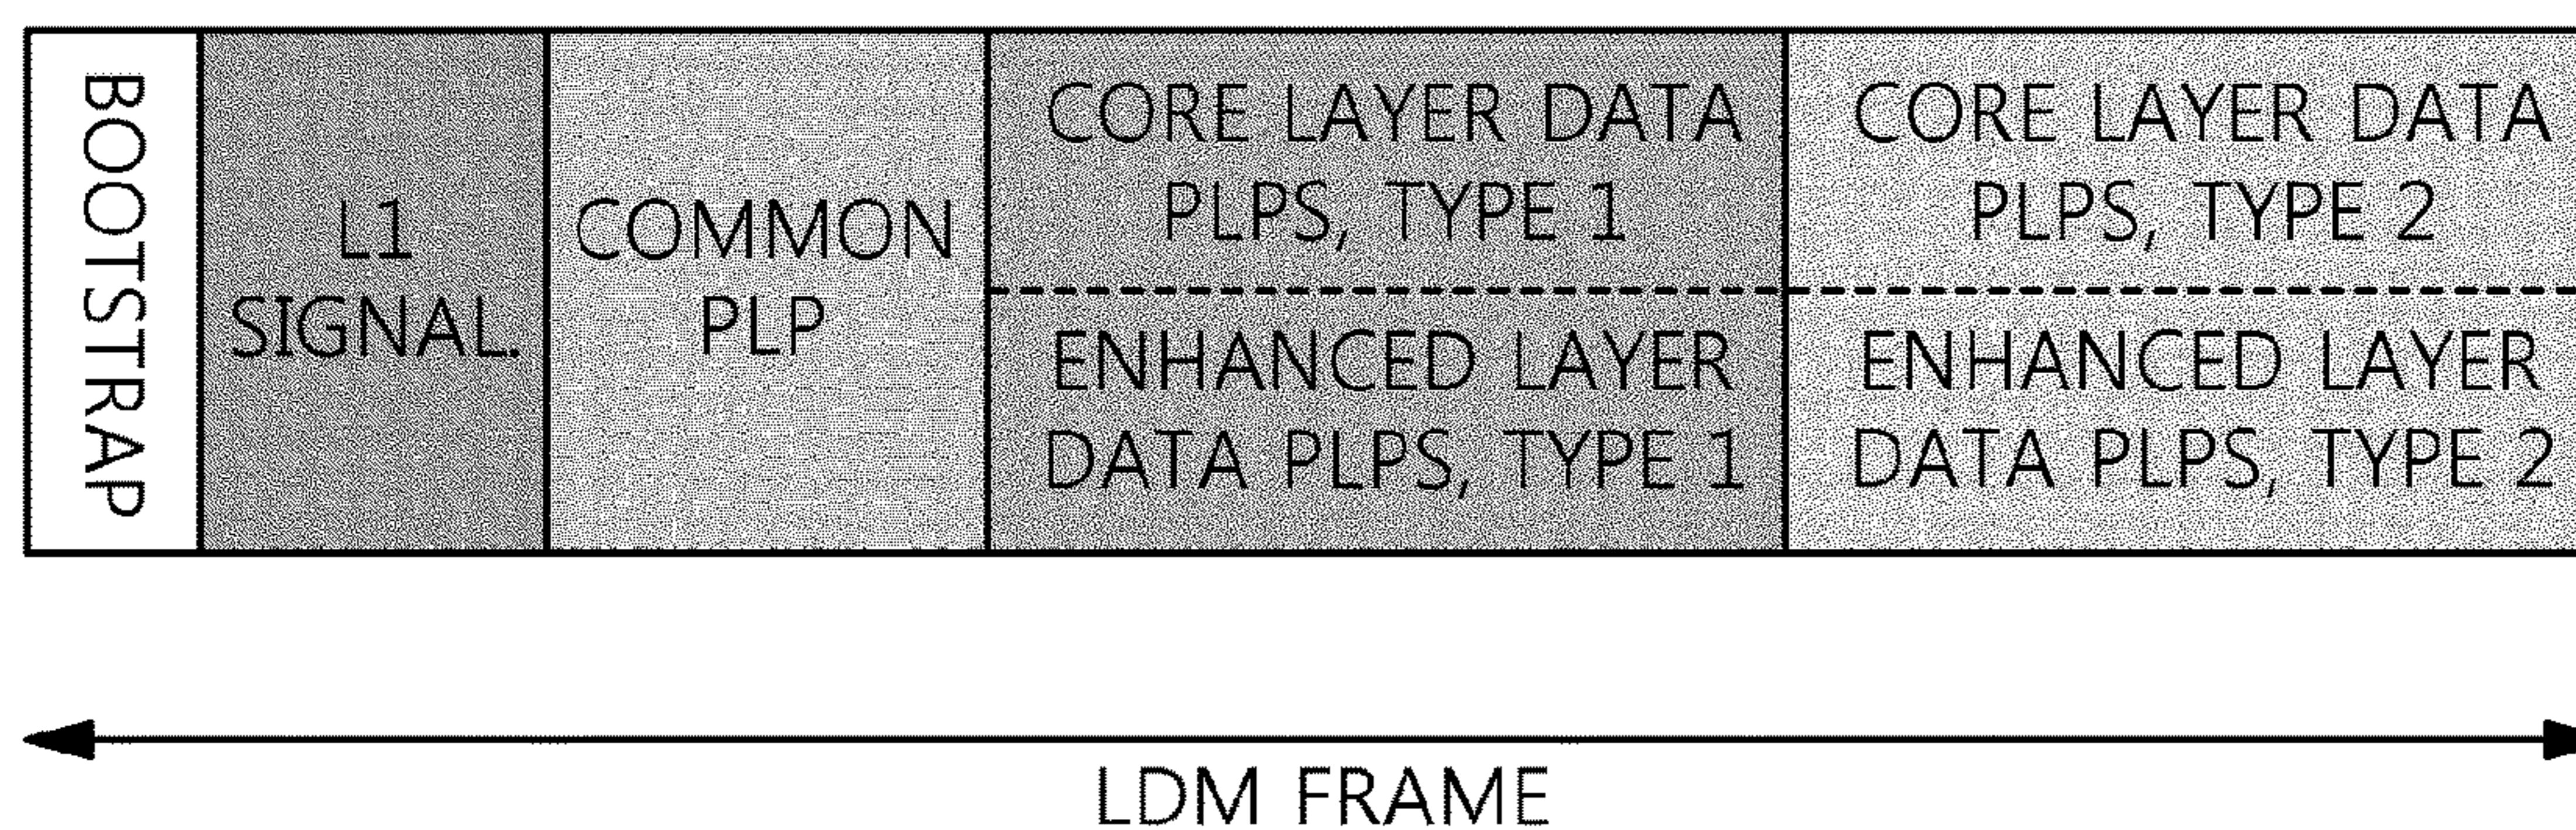 BOOTSTRAP
L1
SIGNAL.
COMMON
PLP
CORE LAYER DATA
PLPS, TYPE 1
ENHANCED LAYER
DATA PLPS, TYPE 1
CORE LAYER DATA
PLPS, TYPE 2
ENHANCED LAYER
DATA PLPS, TYPE 2
LDM FRAME